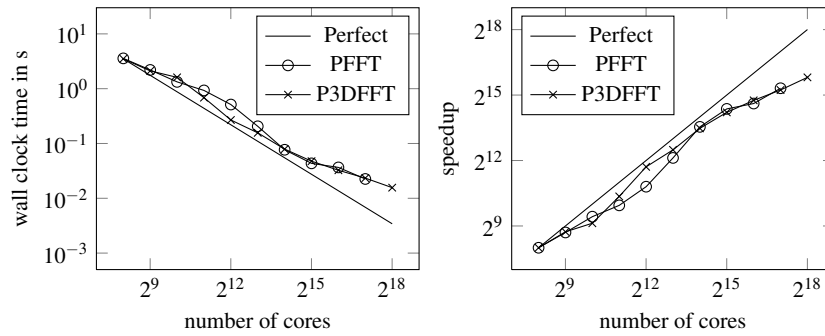 10^1
10^0
10^−1
10^−2
10^−3
wall clock time in s
Perfect
PFFT
P3DFFT
2^9
2^12
2^15
2^18
number of cores
2^18
2^15
2^12
2^9
speedup
Perfect
PFFT
P3DFFT
2^9
2^12
2^15
2^18
number of cores